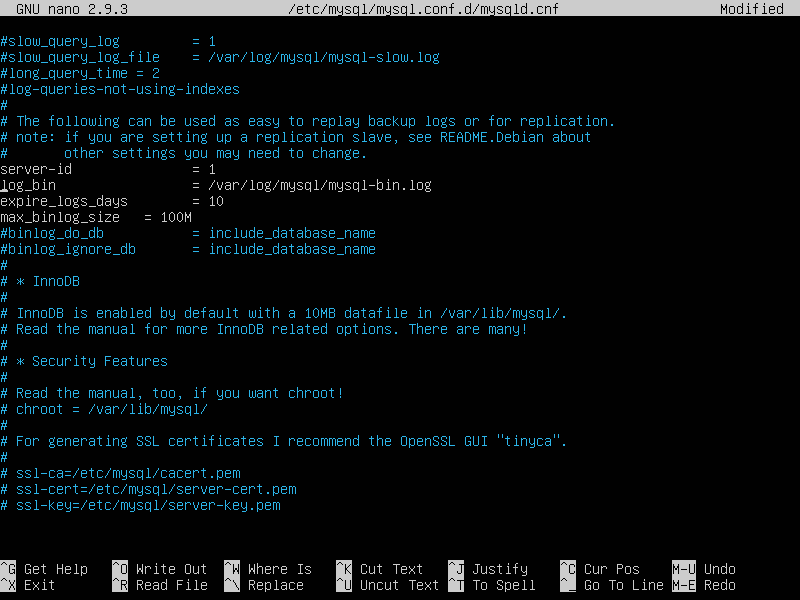 GNU nano 2.9.3 /etc/mysql/mysql.conf.d/mysqld.cnf Modified
#slow_query_log = 1
#slow_query_log_file = /var/log/mysql/mysql-slow.log
#long_query_time = 2
#log-queries-not-using-indexes
#
# The following can be used as easy to replay backup logs or for replication.
# note: if you are setting up a replication slave, see README.Debian about
# other settings you may need to change.
server-id = 1
log_bin = /var/log/mysql/mysql-bin.log
expire_logs_days = 10
max_binlog_size = 100M
#binlog_do_db = include_database_name
#binlog_ignore_db = include_database_name
#
# * InnoDB
#
# InnoDB is enabled by default with a 10MB datafile in /var/lib/mysql/.
# Read the manual for more InnoDB related options. There are many!
#
# * Security Features
#
# Read the manual, too, if you want chroot!
# chroot = /var/lib/mysql/
#
# For generating SSL certificates I recommend the OpenSSL GUI "tinyca".
#
# ssl-ca=/etc/mysql/cacert.pem
# ssl-cert=/etc/mysql/server-cert.pem
# ssl-key=/etc/mysql/server-key.pem
^G Get Help ^O Write Out ^W Where Is ^K Cut Text ^J Justify ^C Cur Pos M-U Undo
^X Exit ^R Read File ^\ Replace ^U Uncut Text ^T To Spell ^_ Go To Line M-E Redo